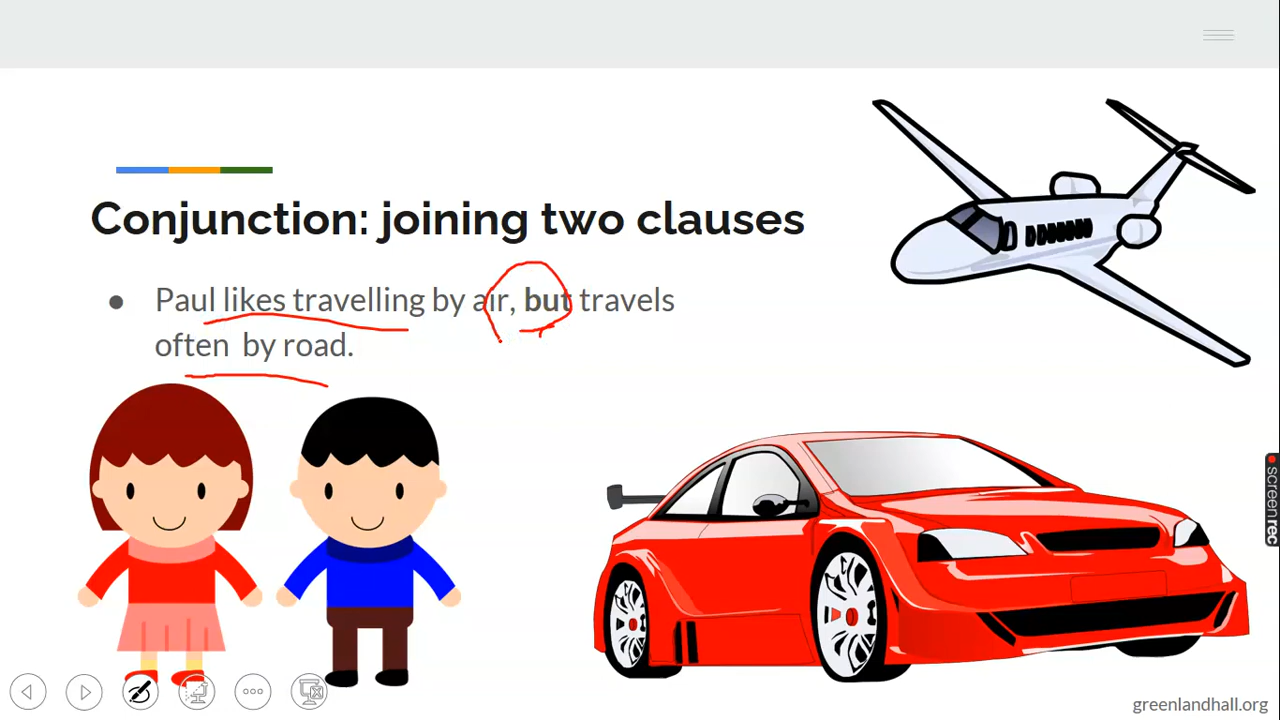 Conjunction: joining two clauses
● Paul likes travelling by air, but travels
often by road.
screenrec
greenlandhall.org